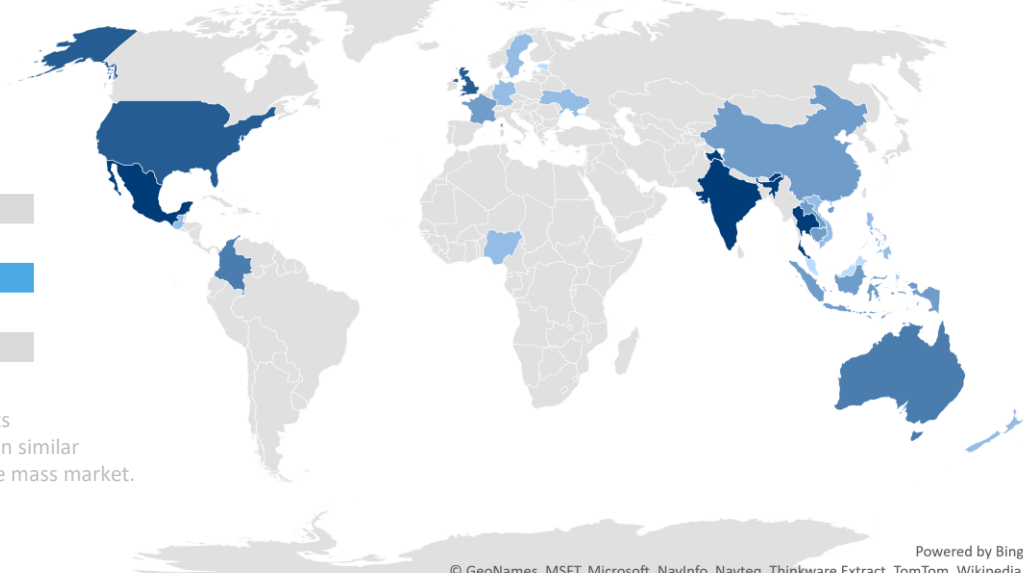 n similar
e mass market.
Powered by Bing
© GeoNames, MSFT, Microsoft, NavInfo, Navteq, Thinkware Extract, TomTom, Wikipedia